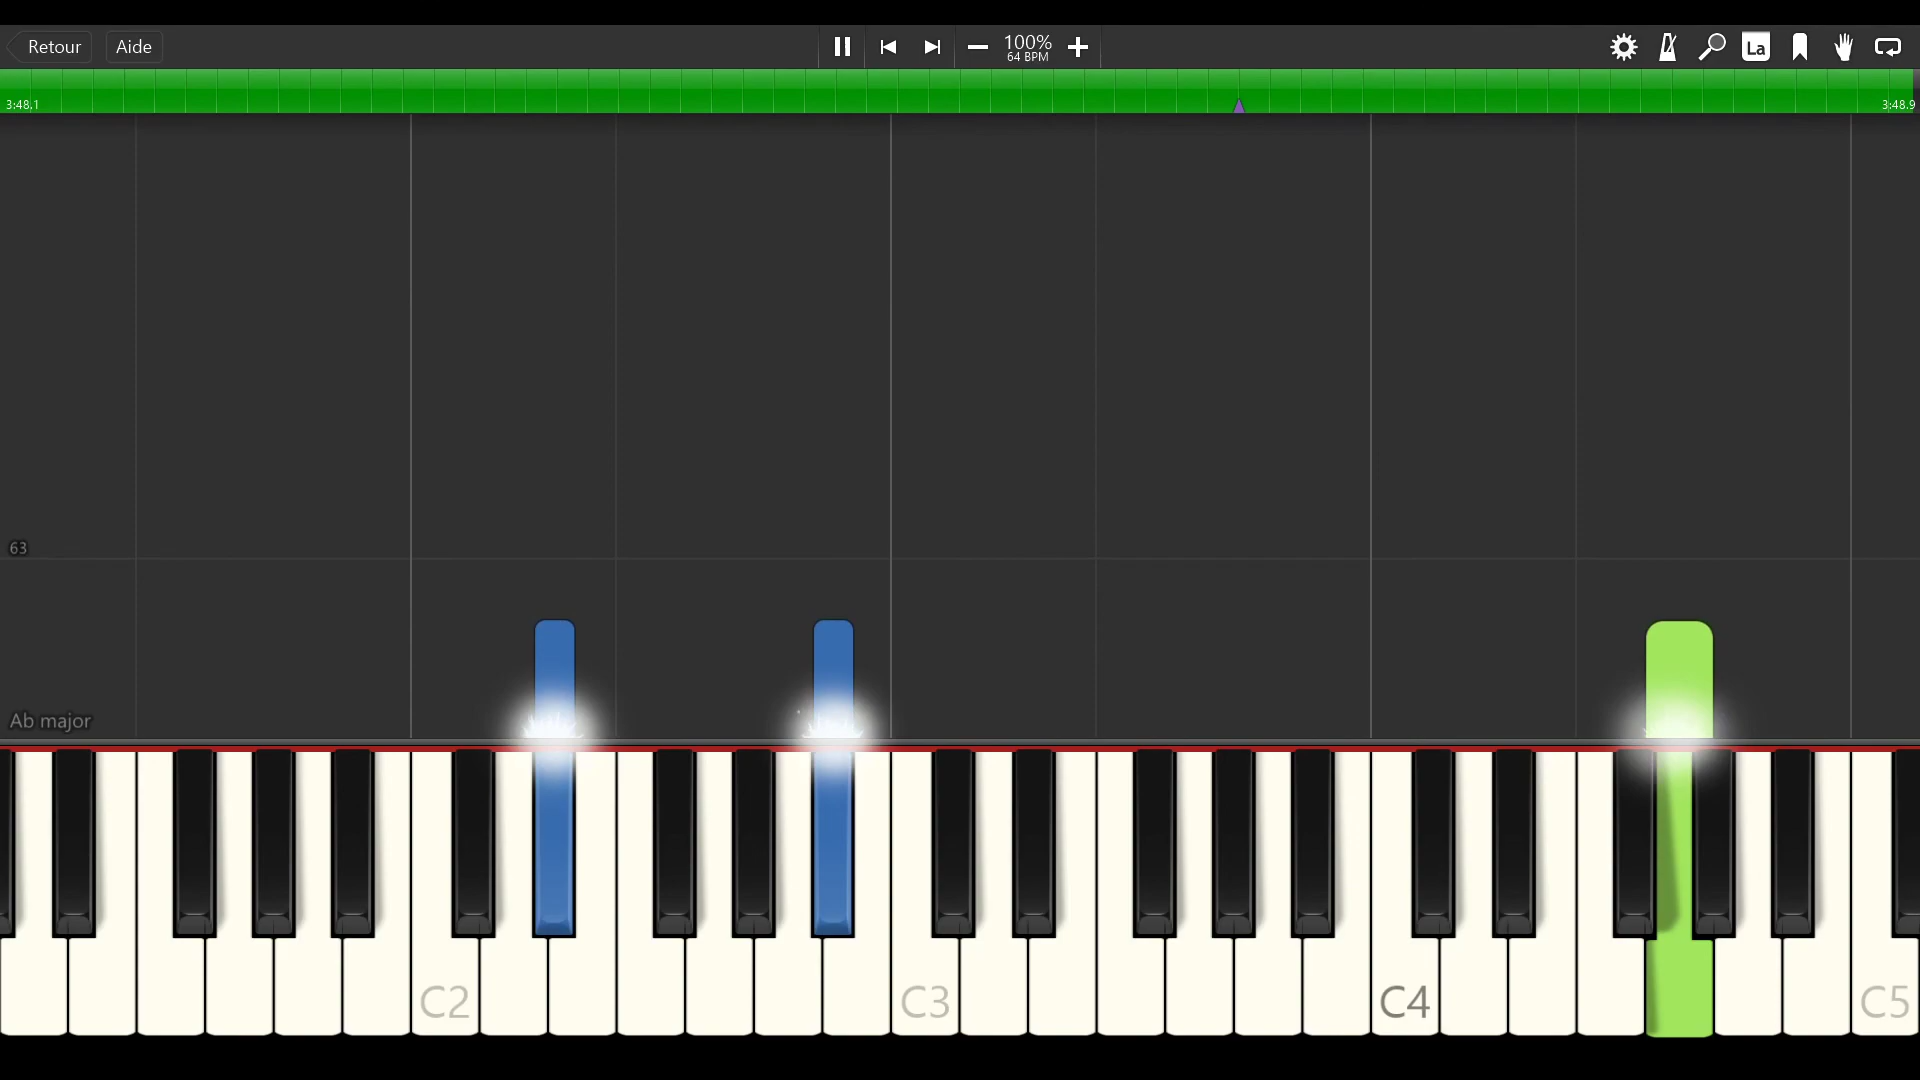 Retour
Aide
100%
64 BPM
La
3:48.1
3:48.9
63
Ab major
C2
C3
C4
C5